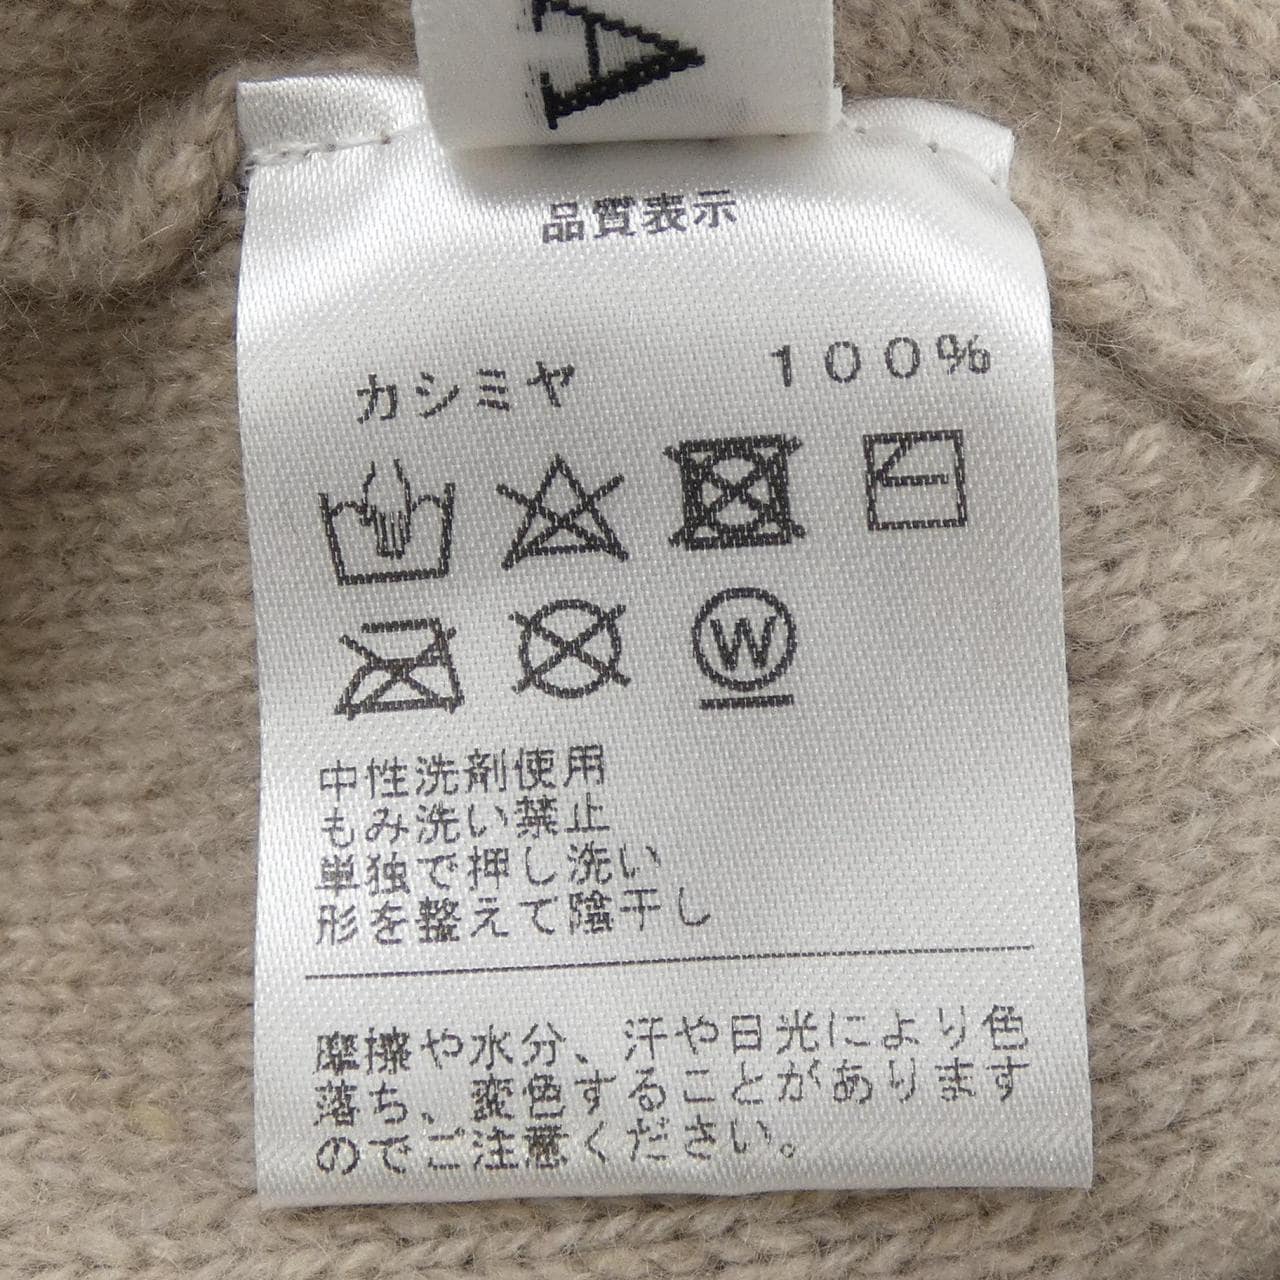 A
品質表示
カシミヤ 100%
W
中性洗剤使用
もみ洗い禁止
単独で押し洗い
形を整えて陰干し
摩擦や水分、汗や日光により色
落ち、変色することがあります
のでご注意ください。